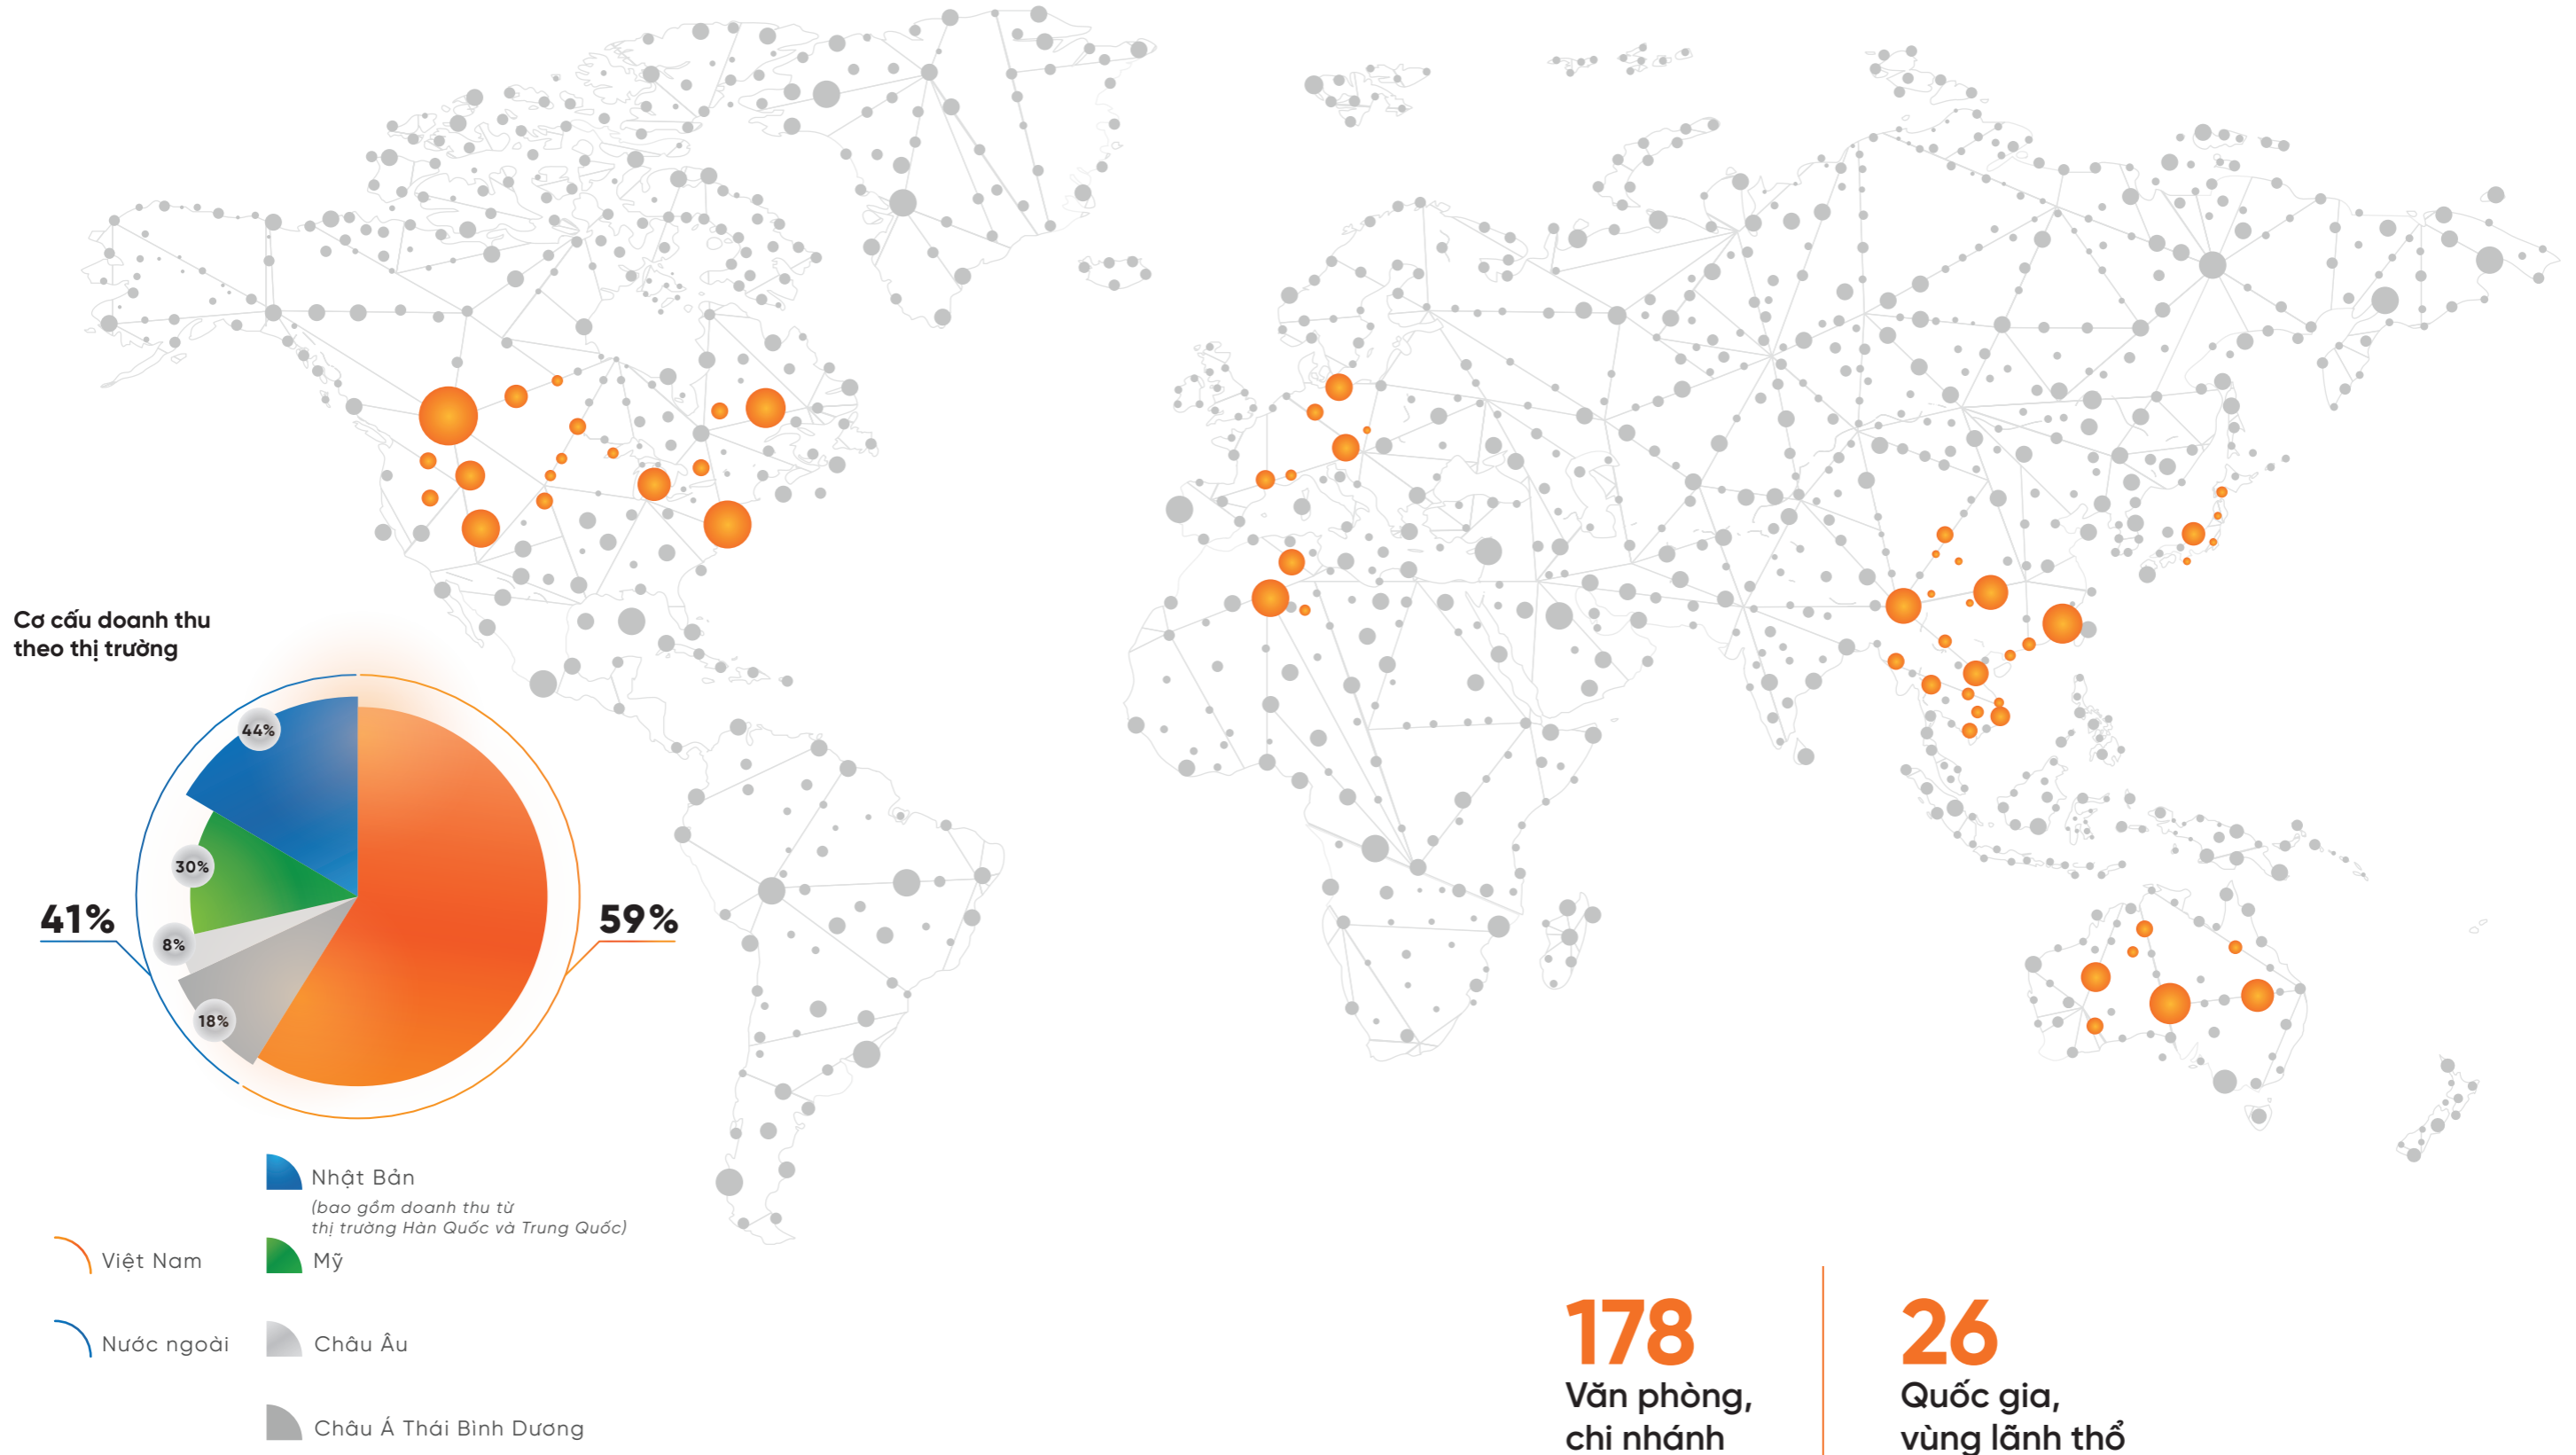 Cơ cấu doanh thu
theo thị trường
44%
30%
8%
18%
41%
59%
Nhật Bản
(bao gồm doanh thu từ
thị trường Hàn Quốc và Trung Quốc)
Việt Nam
Mỹ
Nước ngoài
Châu Âu
Châu Á Thái Bình Dương
178
Văn phòng,
chi nhánh
26
Quốc gia,
vùng lãnh thổ